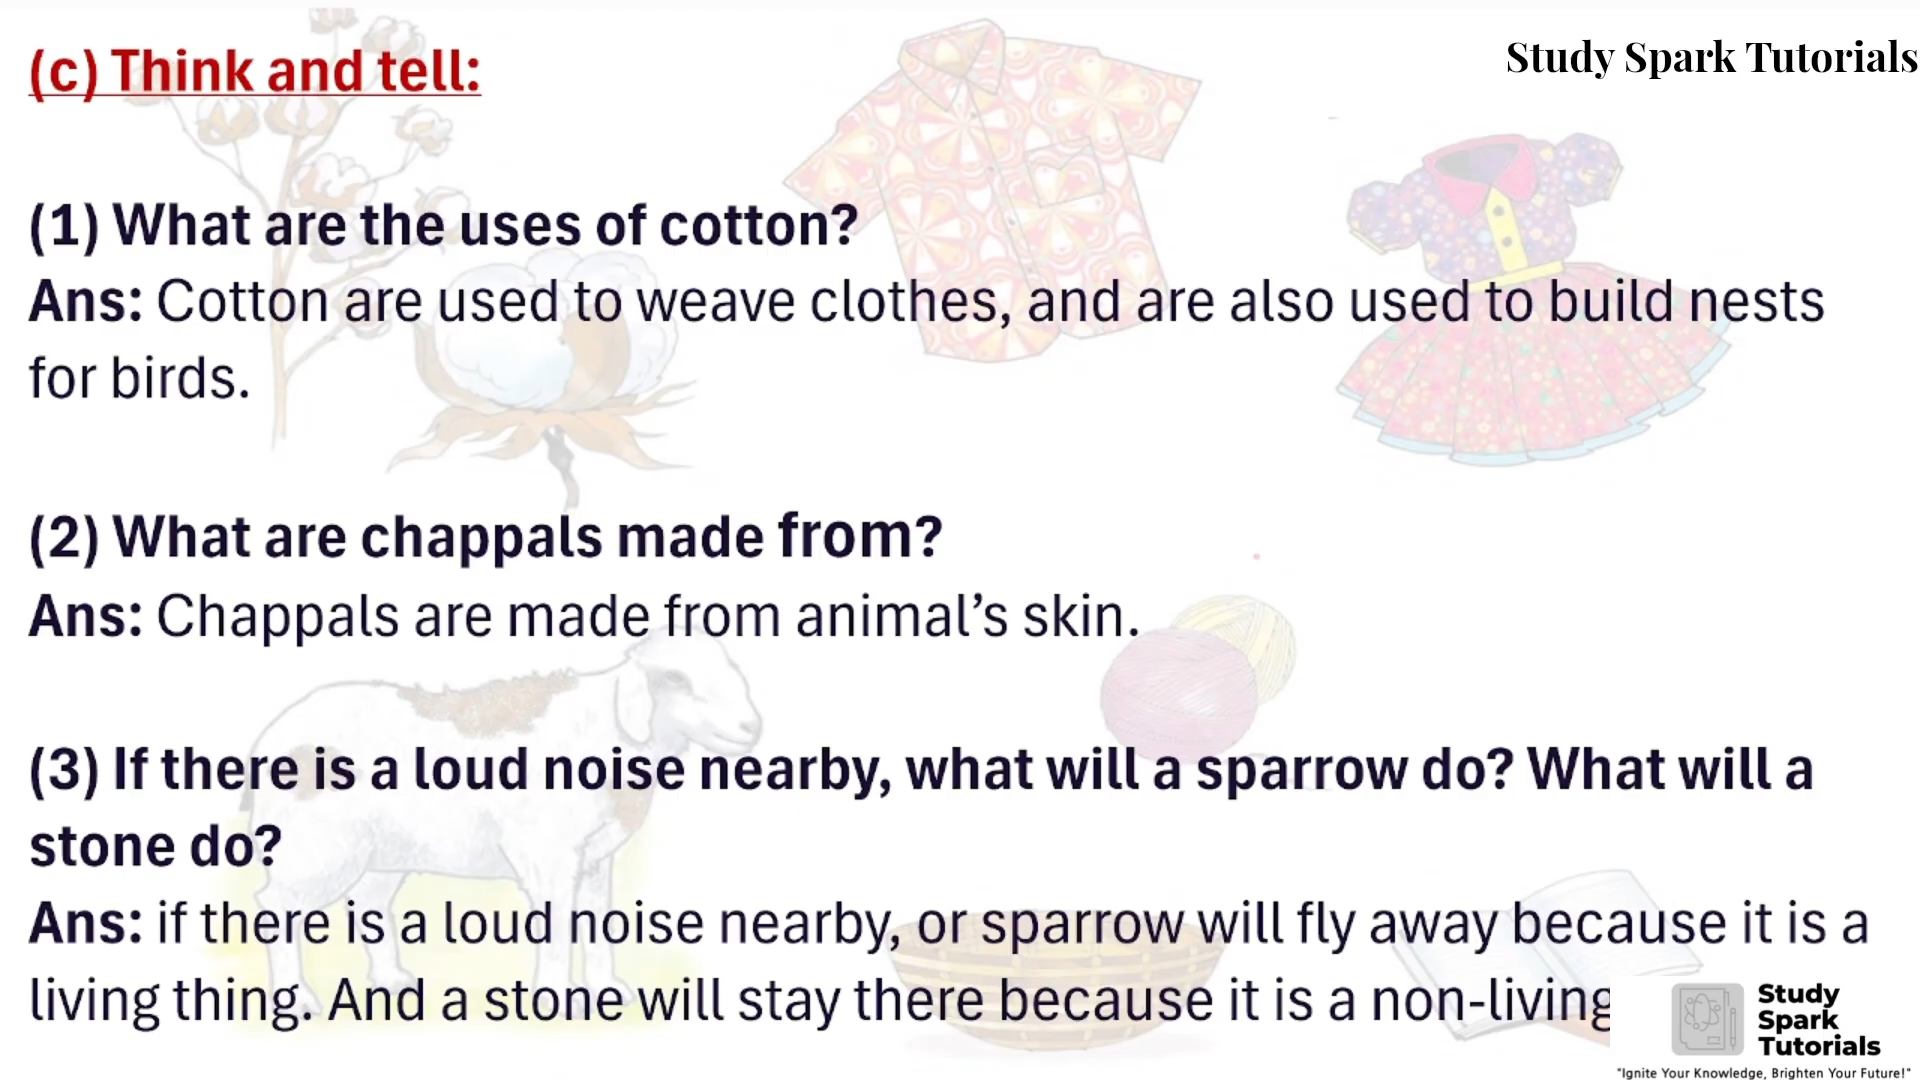 (c) Think and tell:
Study Spark Tutorials
(1) What are the uses of cotton?
Ans: Cotton are used to weave clothes, and are also used to build nests
for birds.
(2) What are chappals made from?
Ans: Chappals are made from animal’s skin.
(3) If there is a loud noise nearby, what will a sparrow do? What will a
stone do?
Ans: if there is a loud noise nearby, or sparrow will fly away because it is a
living thing. And a stone will stay there because it is a non-living
Study
Spark
Tutorials
"Ignite Your Knowledge, Brighten Your Future!"